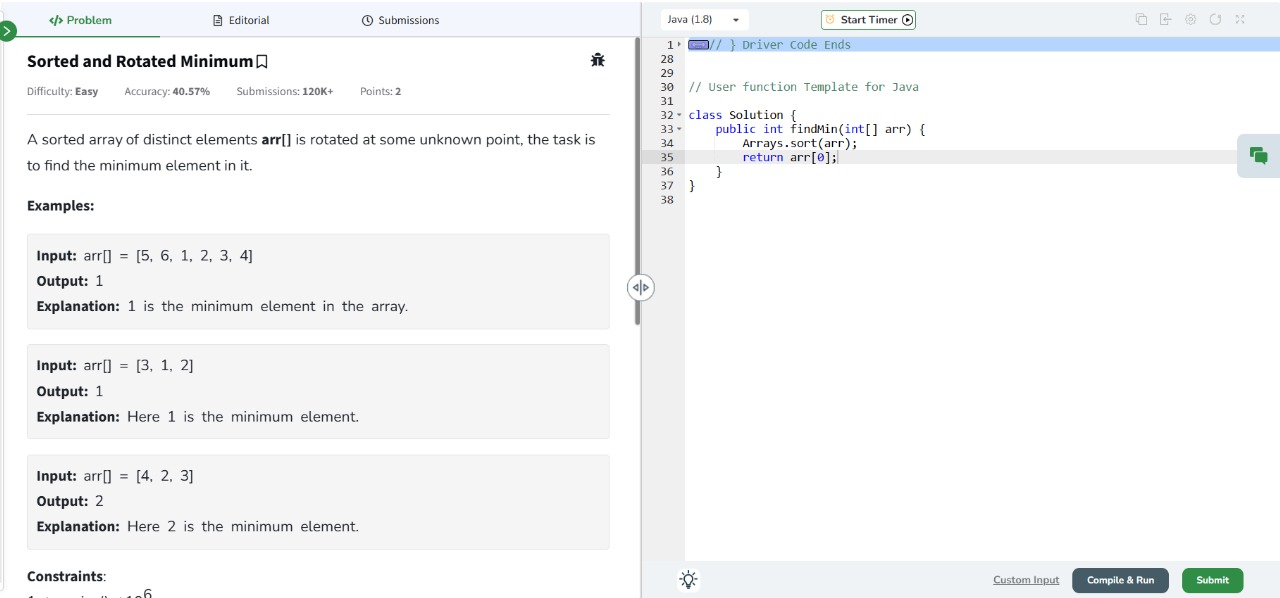 </> Problem
Editorial
Submissions
Sorted and Rotated Minimum
Difficulty: Easy Accuracy: 40.57% Submissions: 120K+ Points: 2
A sorted array of distinct elements arr[] is rotated at some unknown point, the task is
to find the minimum element in it.
Examples:
Input: arr[] = [5, 6, 1, 2, 3, 4]
Output: 1
Explanation: 1 is the minimum element in the array.
Input: arr[] = [3, 1, 2]
Output: 1
Explanation: Here 1 is the minimum element.
Input: arr[] = [4, 2, 3]
Output: 2
Explanation: Here 2 is the minimum element.
Constraints:
Java (1.8)
Start Timer
1 // } Driver Code Ends
28
29
30 // User function Template for Java
31
32 class Solution {
33 public int findMin(int[] arr) {
34 Arrays.sort(arr);
35 return arr[0];
36 }
37 }
38
Custom Input
Compile & Run
Submit